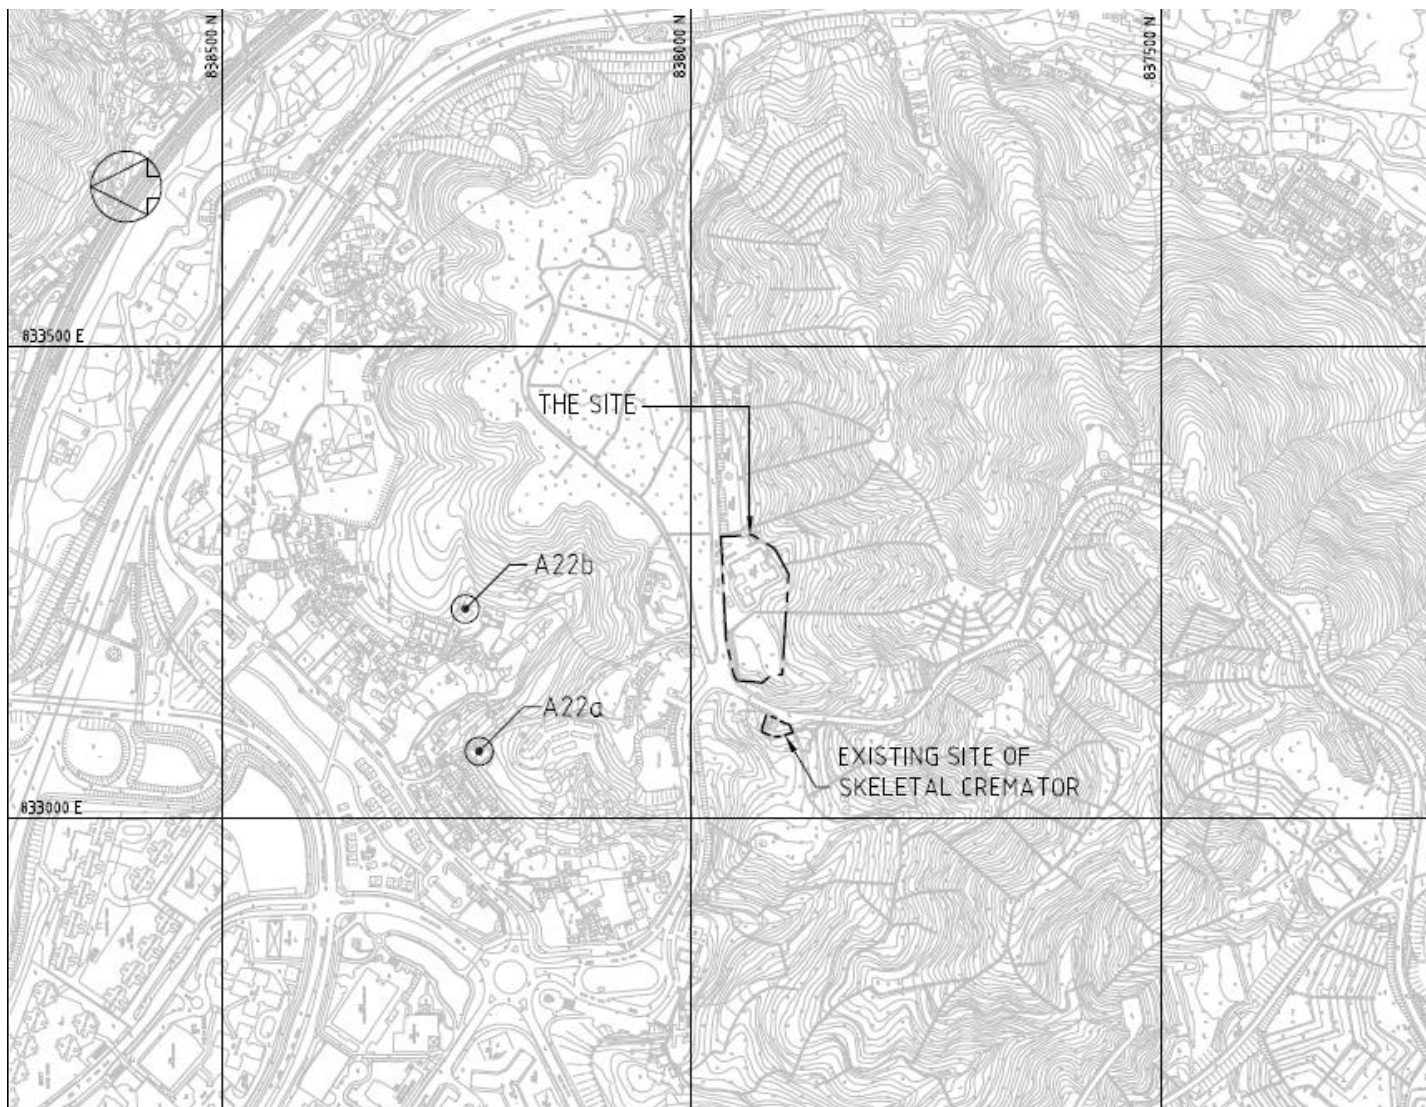 838500 N
838000 N
837500 N
833500 E
THE SITE
A22b
A22a
EXISTING SITE OF
SKELETAL CREMATOR
833000 E